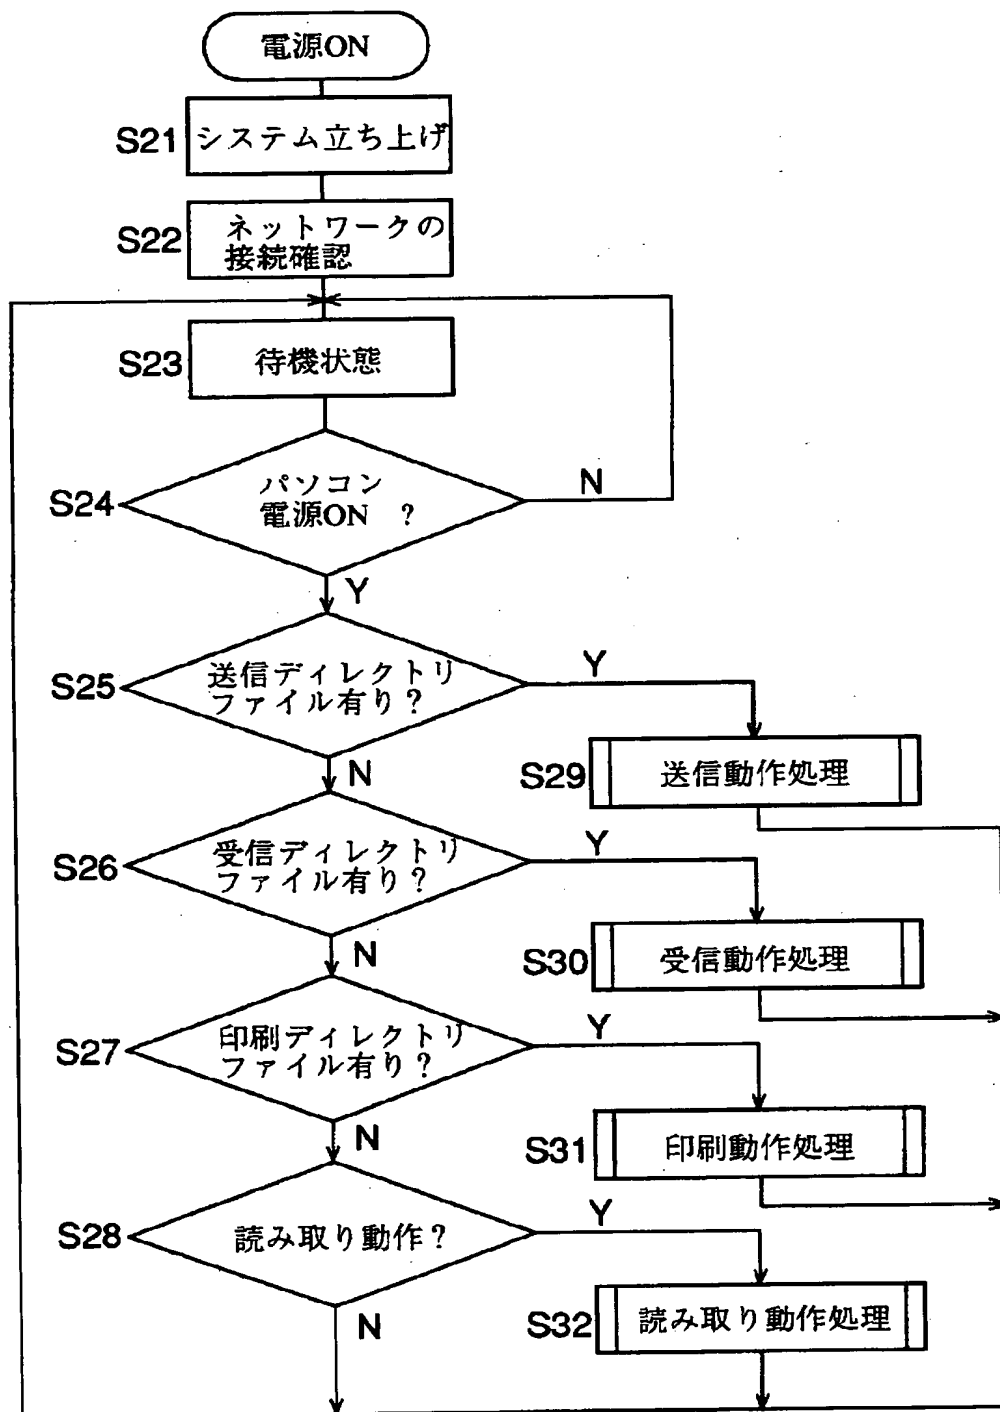 電源ON
S21
システム立ち上げ
S22
ネットワークの
接続確認
S23
待機状態
S24
パソコン
電源ON ?
N
Y
S25
送信ディレクトリ
ファイル有り?
Y
N
S29
送信動作処理
S26
受信ディレクトリ
ファイル有り?
Y
N
S30
受信動作処理
S27
印刷ディレクトリ
ファイル有り?
Y
N
S31
印刷動作処理
S28
読み取り動作?
Y
N
S32
読み取り動作処理